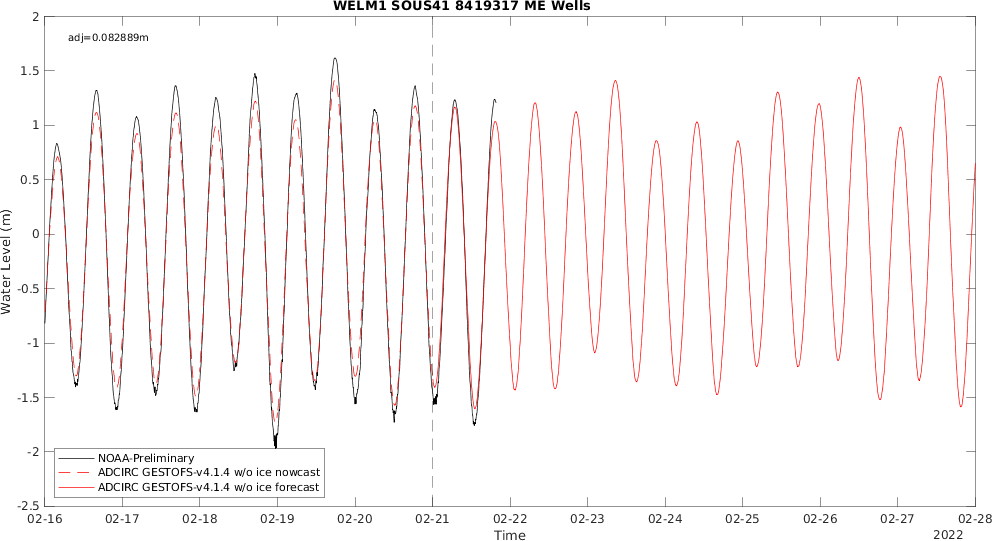 WELM1 SOUS41 8419317 ME Wells
adj=0.082889m
2
1.5
1
0.5
0
-0.5
-1
-1.5
-2
-2.5
Water Level (m)
NOAA-Preliminary
ADCIRC GESTOFS-v4.1.4 w/o ice nowcast
ADCIRC GESTOFS-v4.1.4 w/o ice forecast
02-16 02-17 02-18 02-19 02-20 02-21 02-22 02-23 02-24 02-25 02-26 02-27 02-28
Time
2022